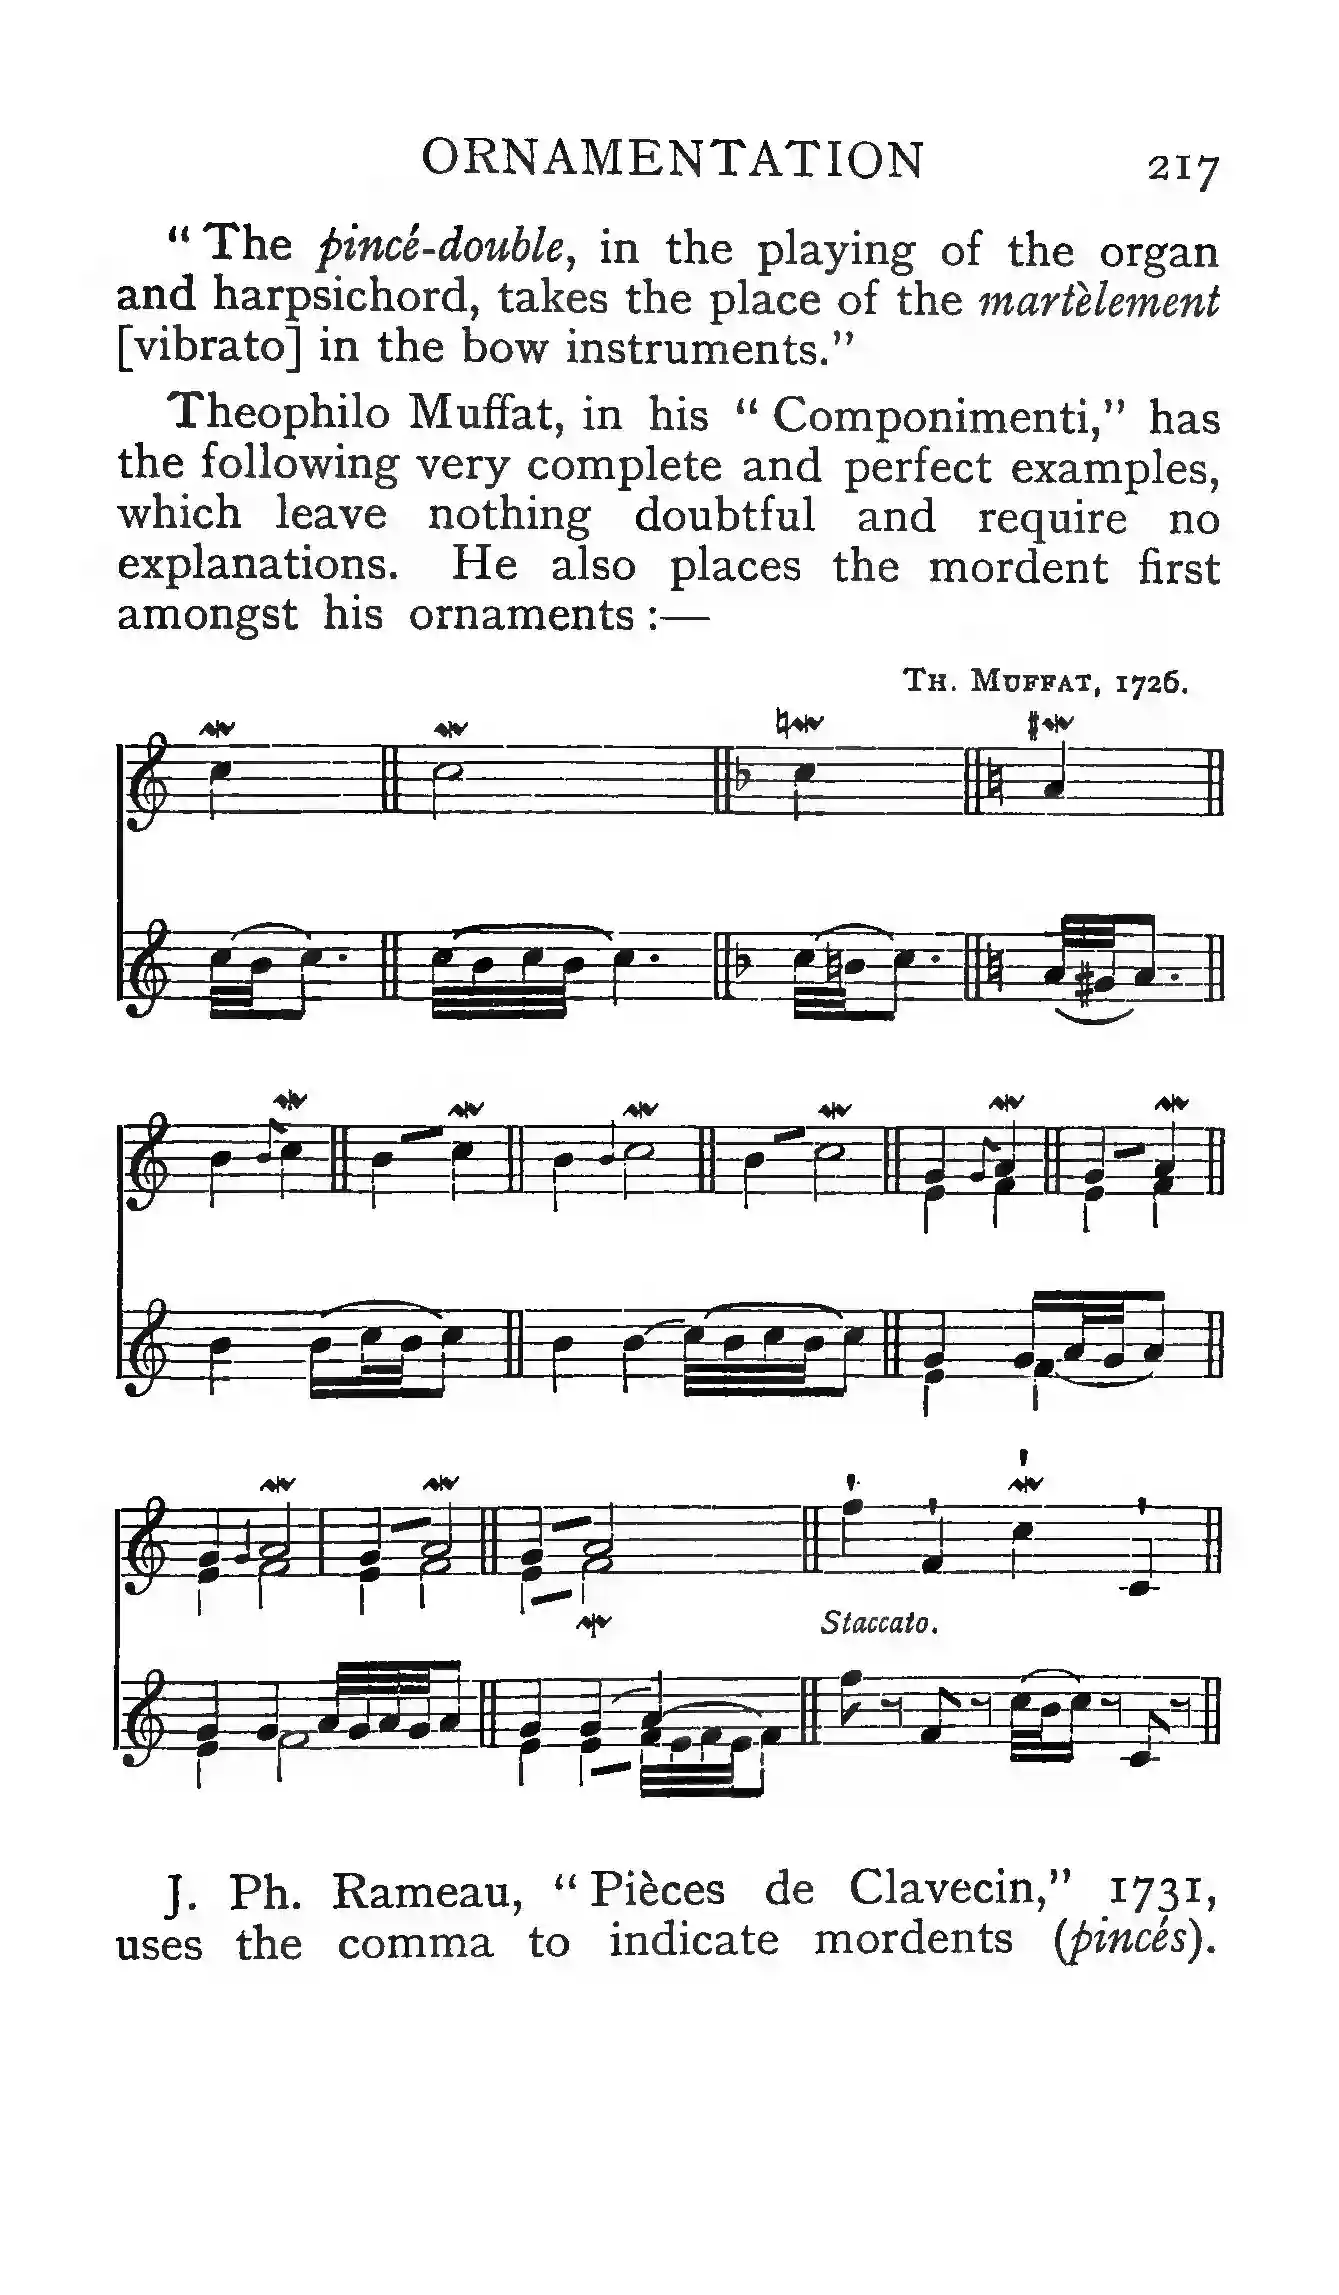 ORNAMENTATION 217
“The pincé-double, in the playing of the organ
and harpsichord, takes the place of the martèlement
[vibrato] in the bow instruments.”
Theophilo Muffat, in his “Componimenti,” has
the following very complete and perfect examples,
which leave nothing doubtful and require no
explanations. He also places the mordent first
amongst his ornaments :—
TH. MUFFAT, 1726.
Staccato.
J. Ph. Rameau, “Pièces de Clavecin,” 1731,
uses the comma to indicate mordents (pincés).